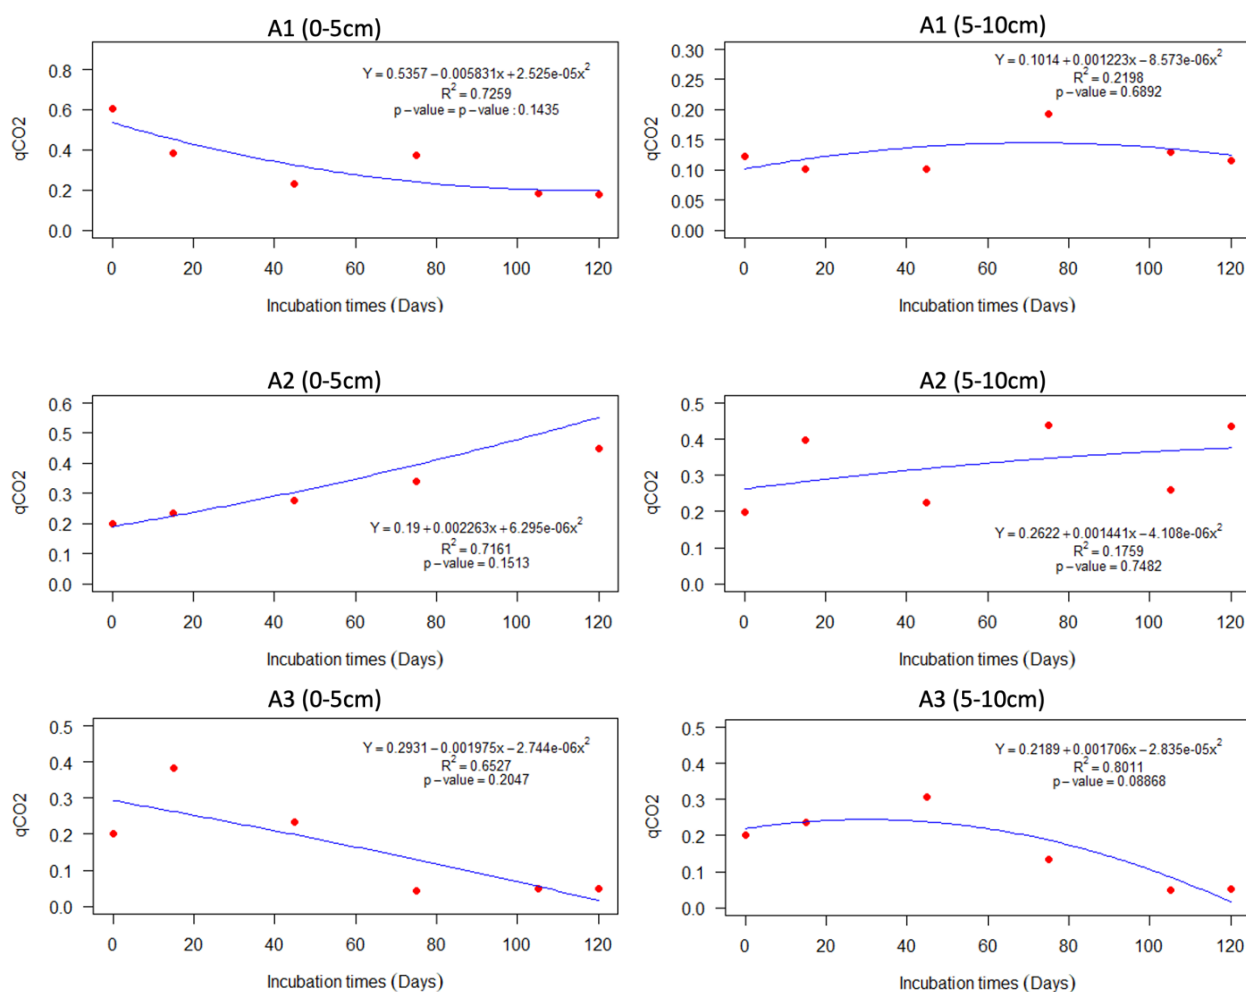 A1 (0-5cm)
Y = 0.5357 − 0.005831x + 2.525e−05x²
R² = 0.7259
p−value = p−value : 0.1435
qCO2
0.8
0.6
0.4
0.2
0.0
0 20 40 60 80 100 120
Incubation times (Days)
A1 (5-10cm)
Y = 0.1014 + 0.001223x − 8.573e−06x²
R² = 0.2198
p−value = 0.6892
qCO2
0.30
0.25
0.20
0.15
0.10
0.05
0.00
0 20 40 60 80 100 120
Incubation times (Days)
A2 (0-5cm)
qCO2
0.6
0.5
0.4
0.3
0.2
0.1
0.0
Y = 0.19 + 0.002263x + 6.295e−06x²
R² = 0.7161
p−value = 0.1513
0 20 40 60 80 100 120
Incubation times (Days)
A2 (5-10cm)
qCO2
0.5
0.4
0.3
0.2
0.1
0.0
Y = 0.2622 + 0.001441x − 4.108e−06x²
R² = 0.1759
p−value = 0.7482
0 20 40 60 80 100 120
Incubation times (Days)
A3 (0-5cm)
Y = 0.2931 − 0.001975x − 2.744e−06x²
R² = 0.6527
p−value = 0.2047
qCO2
0.5
0.4
0.3
0.2
0.1
0.0
0 20 40 60 80 100 120
Incubation times (Days)
A3 (5-10cm)
Y = 0.2189 + 0.001706x − 2.835e−05x²
R² = 0.8011
p−value = 0.08868
qCO2
0.5
0.4
0.3
0.2
0.1
0.0
0 20 40 60 80 100 120
Incubation times (Days)